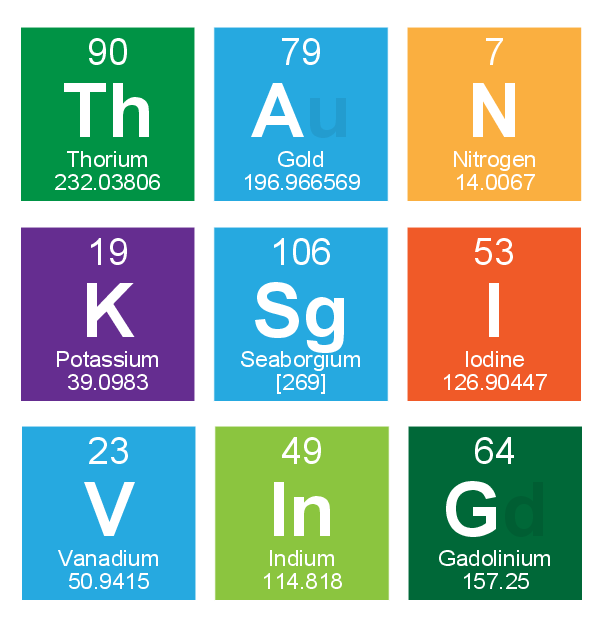 90 79 7
Th Au N
Thorium Gold Nitrogen
232.03806 196.966569 14.0067
19 106 53
K Sg I
Potassium Seaborgium Iodine
39.0983 [269] 126.90447
23 49 64
V In Gd
Vanadium Indium Gadolinium
50.9415 114.818 157.25